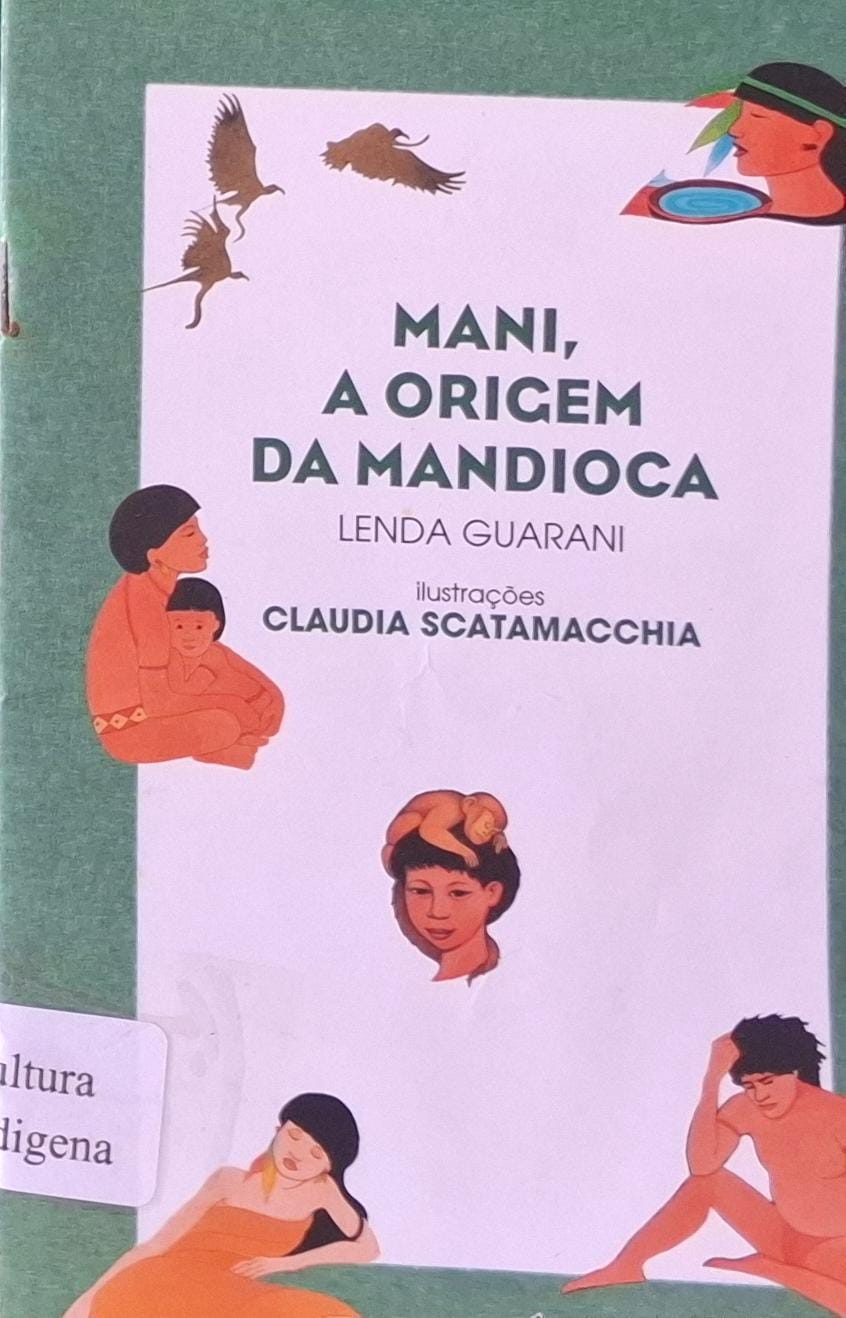 MANI,
A ORIGEM
DA MANDIOCA
LENDA GUARANI
ilustrações
CLAUDIA SCATAMACCHIA
ultura
digena